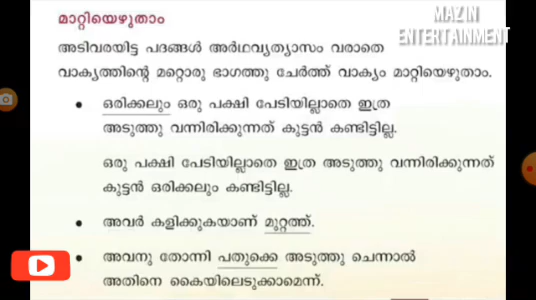 MAZIN
ENTERTAINMENT
മാറ്റിയെഴുതാം
അടിവരയിട്ട പദങ്ങൾ അർഥവ്യത്യാസം വരാതെ
വാക്യത്തിന്റെ മറ്റൊരു ഭാഗത്തു ചേർത്ത് വാക്യം മാറ്റിയെഴുതാം.
• ഒരിക്കലും ഒരു പക്ഷി പേടിയില്ലാതെ ഇത്ര
അടുത്തു വന്നിരിക്കുന്നത് കുട്ടൻ കണ്ടിട്ടില്ല.
ഒരു പക്ഷി പേടിയില്ലാതെ ഇത്ര അടുത്തു വന്നിരിക്കുന്നത്
കുട്ടൻ ഒരിക്കലും കണ്ടിട്ടില്ല.
• അവർ കളിക്കുകയാണ് മുറ്റത്ത്.
• അവനു തോന്നി പതുക്കെ അടുത്തു ചെന്നാൽ
അതിനെ കൈയിലെടുക്കാമെന്ന്.